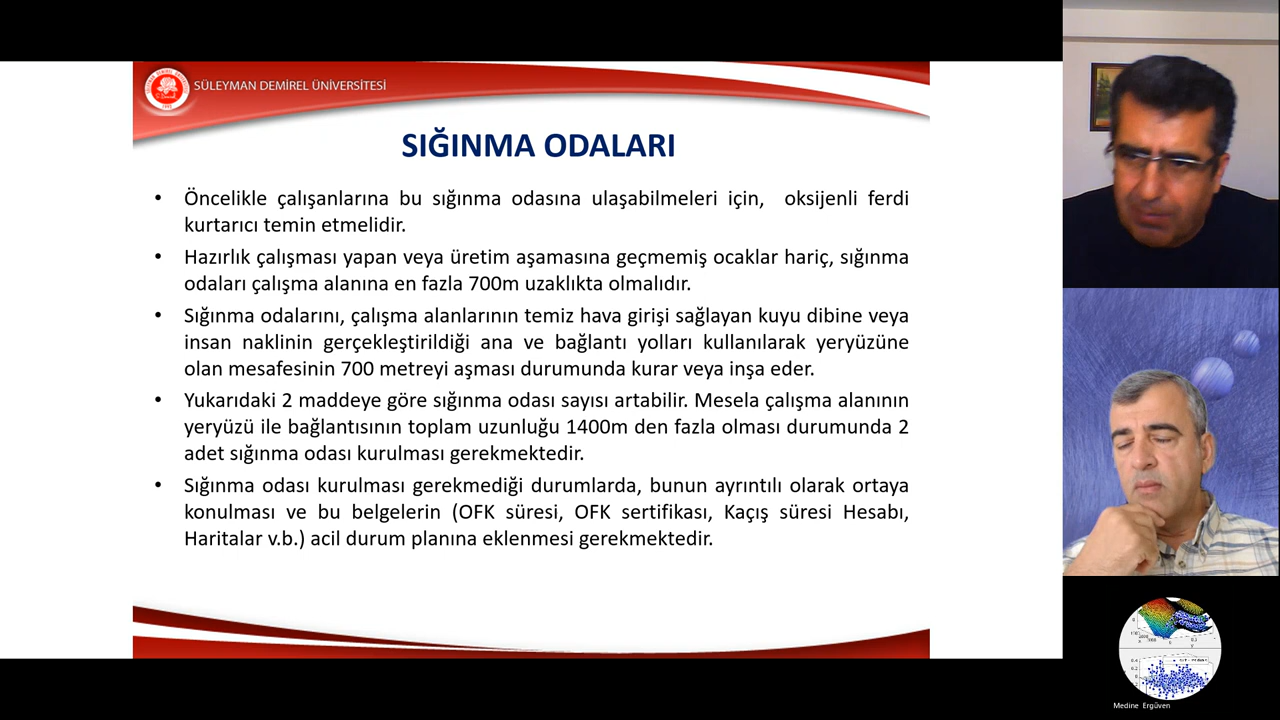 SÜLEYMAN DEMİREL ÜNİVERSİTESİ
SIĞINMA ODALARI
• Öncelikle çalışanlarına bu sığınma odasına ulaşabilmeleri için, oksijenli ferdi
kurtarıcı temin etmelidir.
• Hazırlık çalışması yapan veya üretim aşamasına geçmemiş ocaklar hariç, sığınma
odaları çalışma alanına en fazla 700m uzaklıkta olmalıdır.
• Sığınma odalarını, çalışma alanlarının temiz hava girişi sağlayan kuyu dibine veya
insan naklinin gerçekleştirildiği ana ve bağlantı yolları kullanılarak yeryüzüne
olan mesafesinin 700 metreyi aşması durumunda kurar veya inşa eder.
• Yukarıdaki 2 maddeye göre sığınma odası sayısı artabilir. Mesela çalışma alanının
yeryüzü ile bağlantısının toplam uzunluğu 1400m den fazla olması durumunda 2
adet sığınma odası kurulması gerekmektedir.
• Sığınma odası kurulması gerekmediği durumlarda, bunun ayrıntılı olarak ortaya
konulması ve bu belgelerin (OFK süresi, OFK sertifikası, Kaçış süresi Hesabı,
Haritalar v.b.) acil durum planına eklenmesi gerekmektedir.
Medine Ergüven